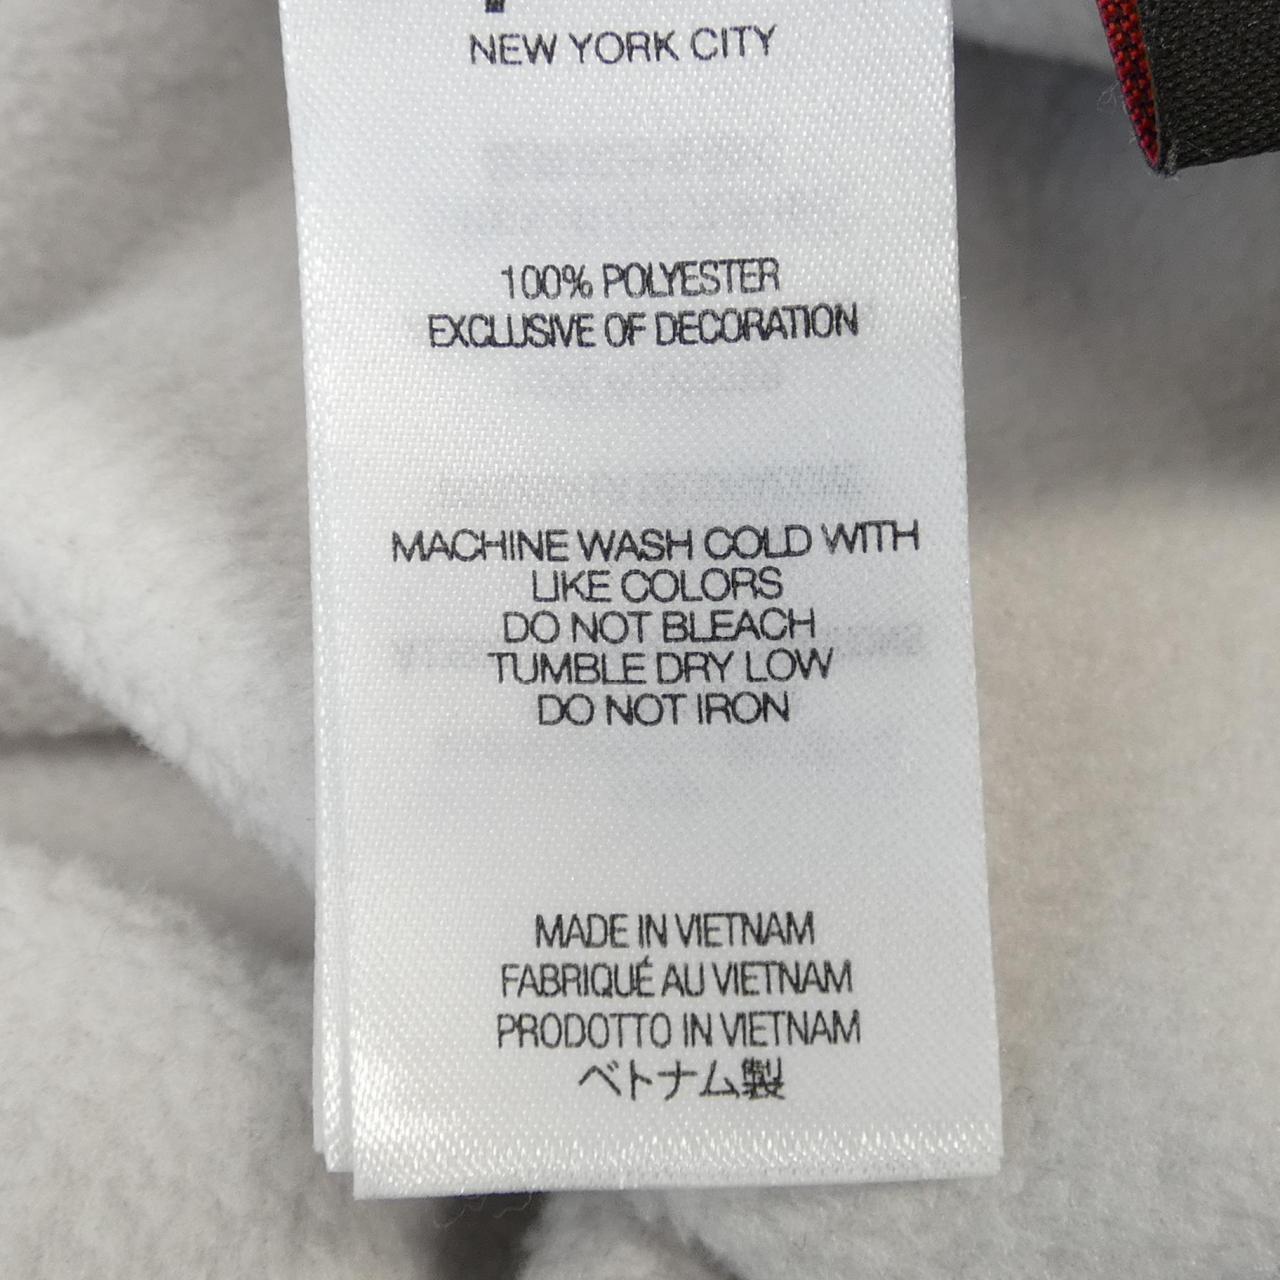 NEW YORK CITY
100% POLYESTER
EXCLUSIVE OF DECORATION
MACHINE WASH COLD WITH
LIKE COLORS
DO NOT BLEACH
TUMBLE DRY LOW
DO NOT IRON
MADE IN VIETNAM
FABRIQUÉ AU VIETNAM
PRODOTTO IN VIETNAM
ベトナム製